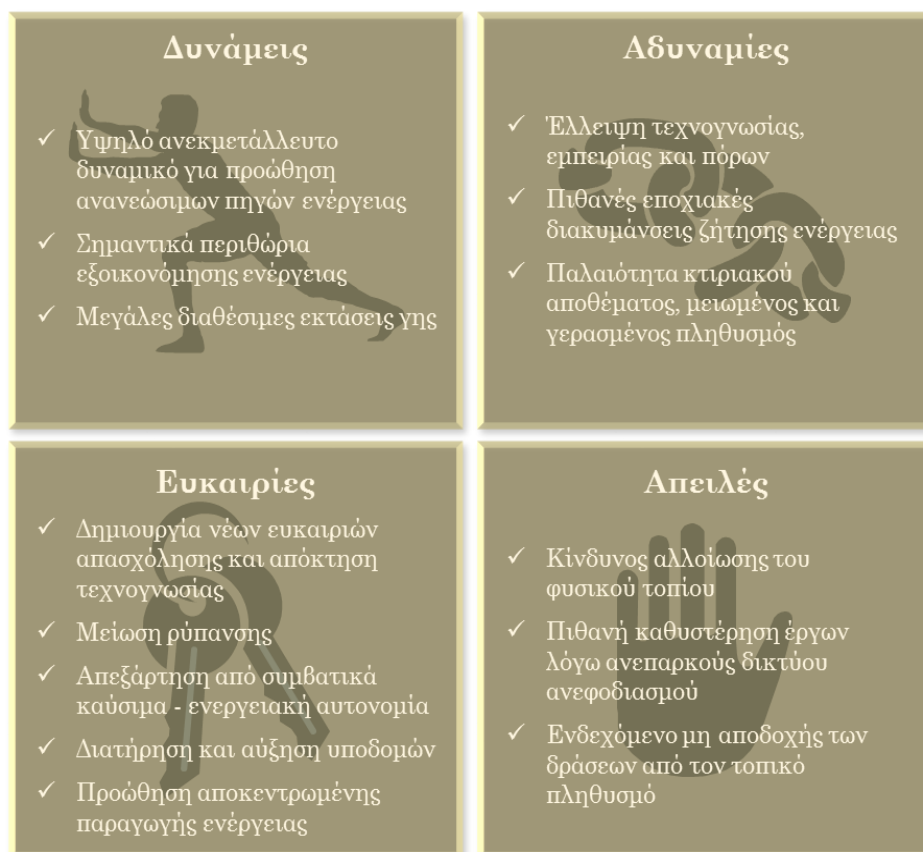 Δυνάμεις
✓ Υψηλό ανεκμετάλλευτο
δυναμικό για προώθηση
ανανεώσιμων πηγών ενέργειας
✓ Σημαντικά περιθώρια
εξοικονόμησης ενέργειας
✓ Μεγάλες διαθέσιμες εκτάσεις γης
Αδυναμίες
✓ Έλλειψη τεχνογνωσίας,
εμπειρίας και πόρων
✓ Πιθανές εποχιακές
διακυμάνσεις ζήτησης ενέργειας
✓ Παλαιότητα κτιριακού
αποθέματος, μειωμένος και
γερασμένος πληθυσμός
Ευκαιρίες
✓ Δημιουργία νέων ευκαιριών
απασχόλησης και απόκτηση
τεχνογνωσίας
✓ Μείωση ρύπανσης
✓ Απεξάρτηση από συμβατικά
καύσιμα - ενεργειακή αυτονομία
✓ Διατήρηση και αύξηση υποδομών
✓ Προώθηση αποκεντρωμένης
παραγωγής ενέργειας
Απειλές
✓ Κίνδυνος αλλοίωσης του
φυσικού τοπίου
✓ Πιθανή καθυστέρηση έργων
λόγω ανεπαρκούς δικτύου
ανεφοδιασμού
✓ Ενδεχόμενο μη αποδοχής των
δράσεων από τον τοπικό
πληθυσμό